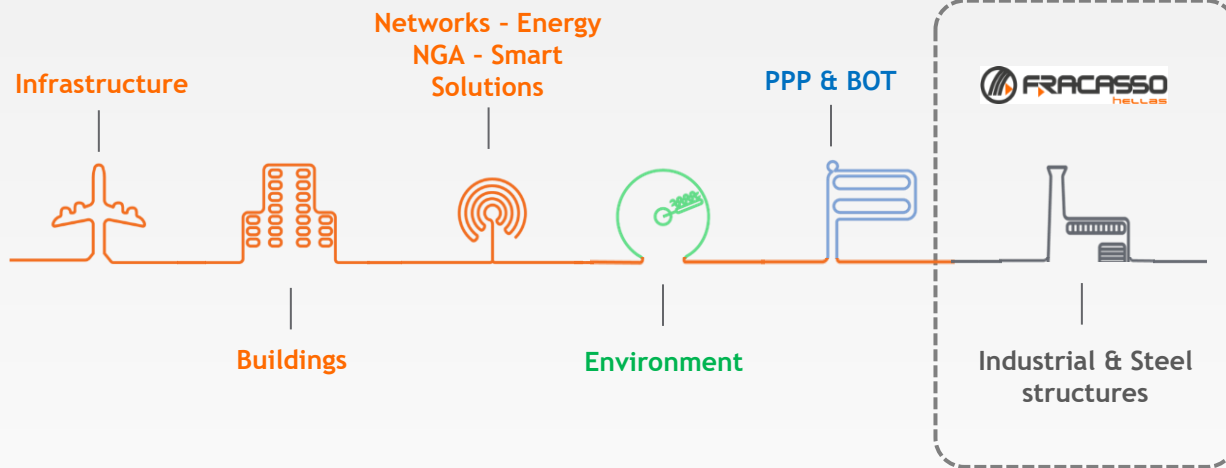 Networks – Energy
NGA – Smart
Solutions
Infrastructure
PPP & BOT
FRACASSO
hellas
Buildings
Environment
Industrial & Steel
structures